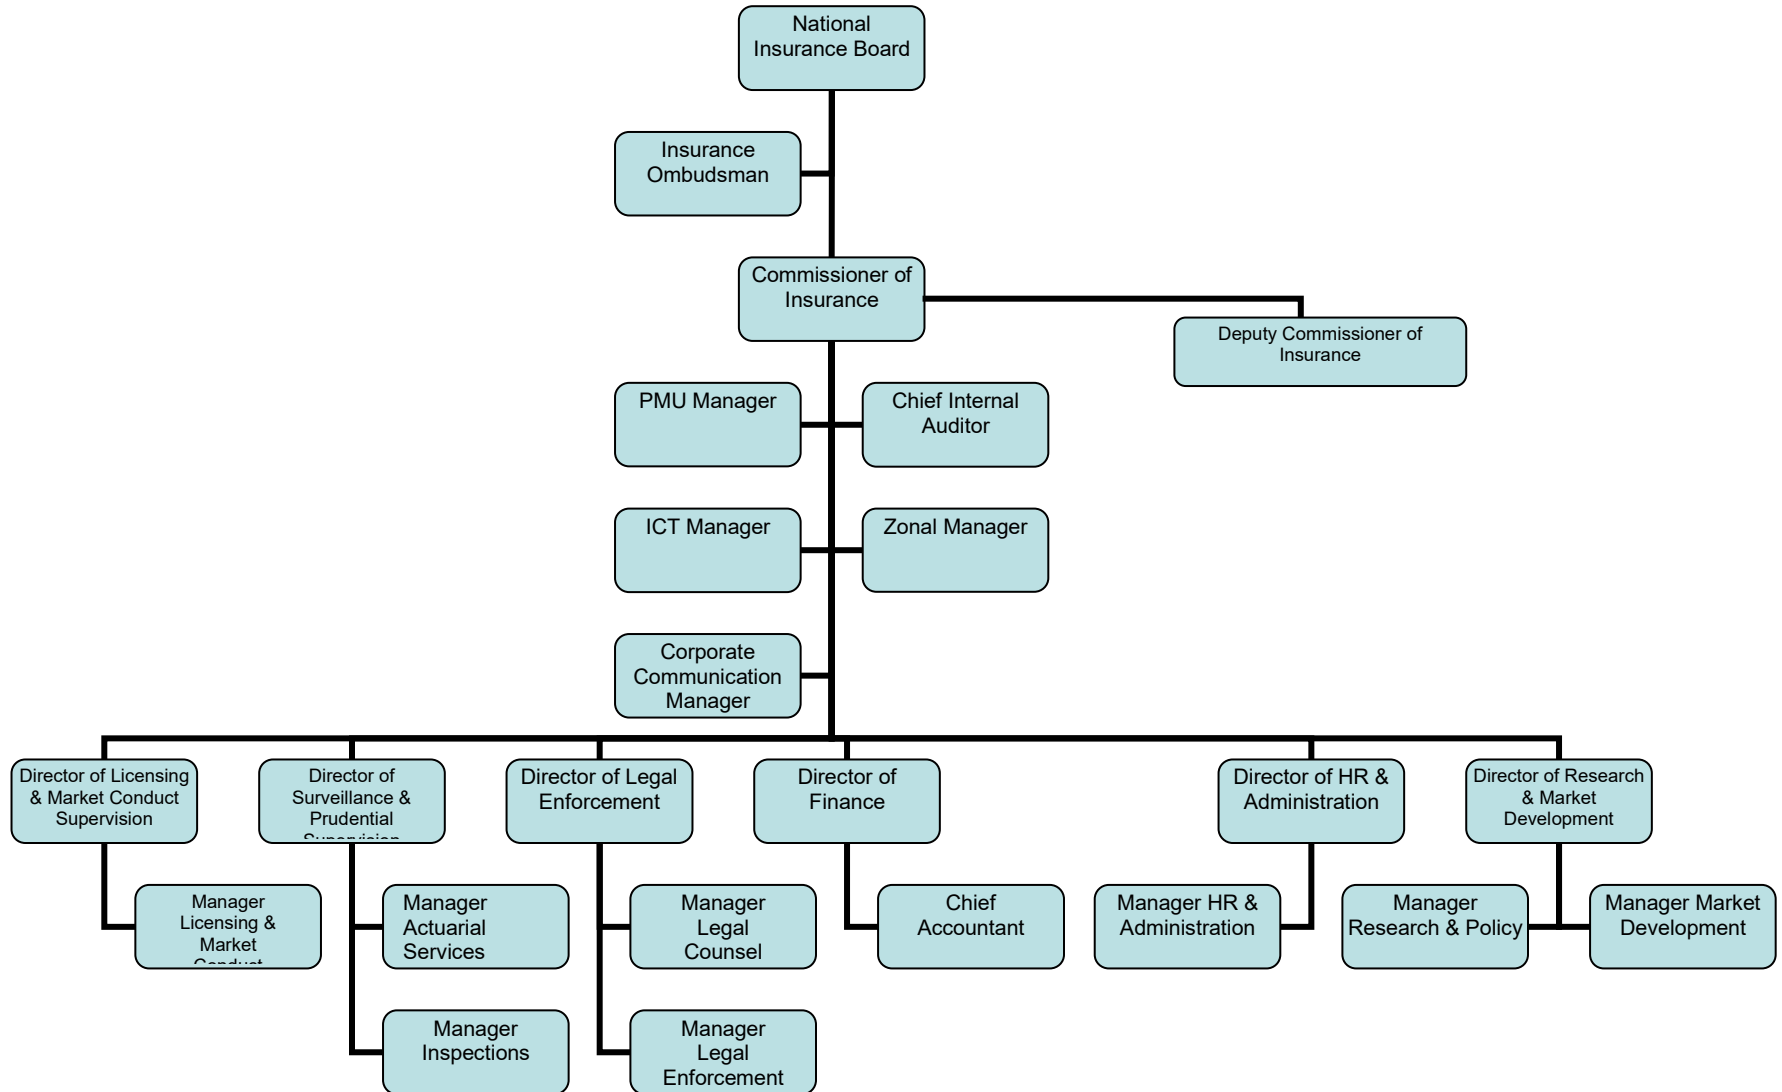 National
Insurance Board
Insurance
Ombudsman
Commissioner of
Insurance
Deputy Commissioner of
Insurance
PMU Manager
Chief Internal
Auditor
ICT Manager
Zonal Manager
Corporate
Communication
Manager
Director of Licensing
& Market Conduct
Supervision
Director of
Surveillance &
Prudential
Supervision
Director of Legal
Enforcement
Director of
Finance
Director of HR &
Administration
Director of Research
& Market
Development
Manager
Licensing &
Market
Conduct
Manager
Actuarial
Services
Manager
Legal
Counsel
Chief
Accountant
Manager HR &
Administration
Manager
Research & Policy
Manager Market
Development
Manager
Inspections
Manager
Legal
Enforcement